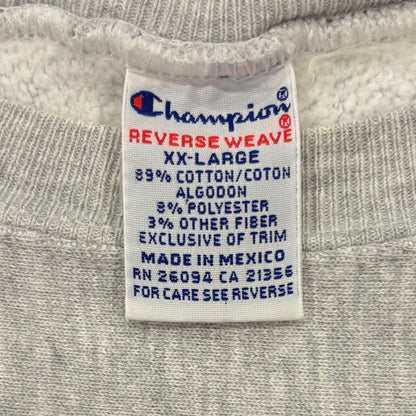 Champion®
REVERSE WEAVE®
XX-LARGE
89% COTTON/COTON
ALGODON
8% POLYESTER
3% OTHER FIBER
EXCLUSIVE OF TRIM
MADE IN MEXICO
RN 26094 CA 21356
FOR CARE SEE REVERSE